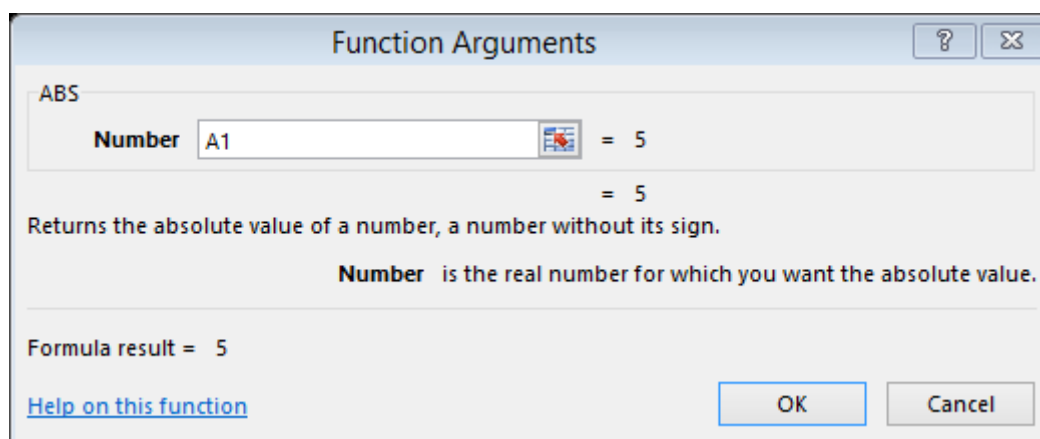 Function Arguments
ABS
Number A1 = 5
= 5
Returns the absolute value of a number, a number without its sign.
Number is the real number for which you want the absolute value.
Formula result = 5
Help on this function
OK Cancel